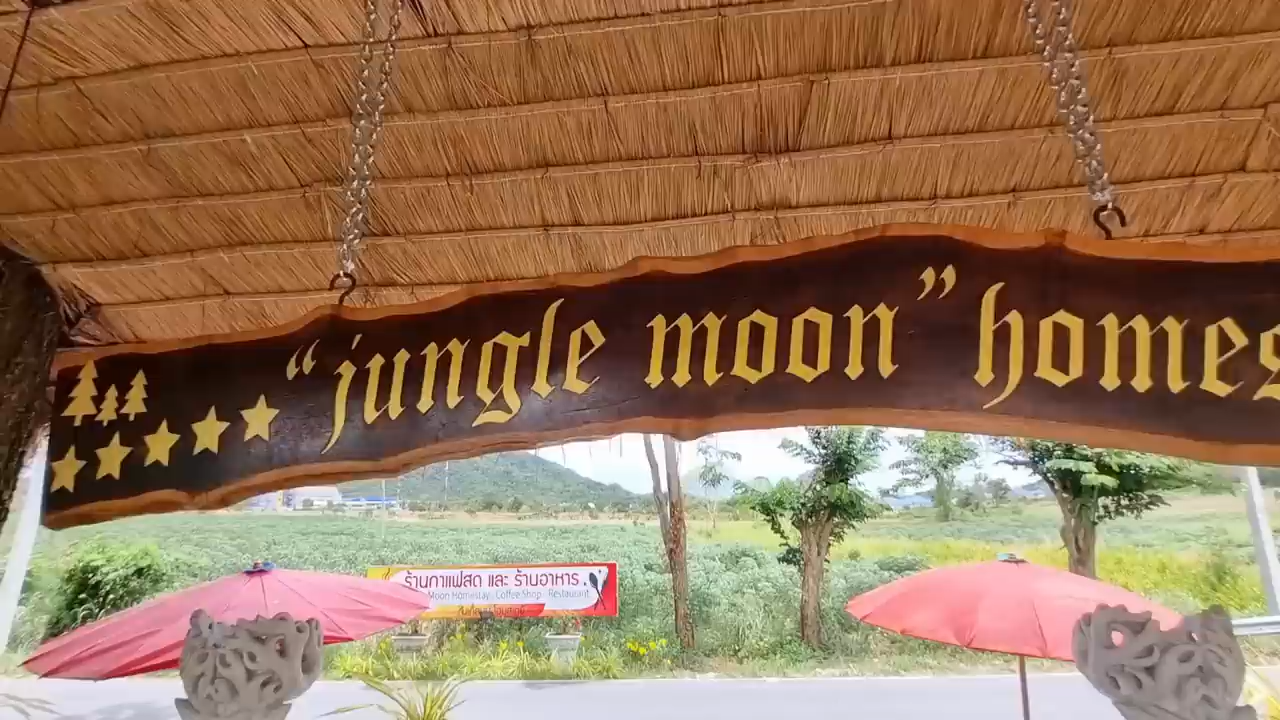 “jungle moon” homes
ร้านกาแฟสด และ ร้านอาหาร
Moon Homestay . Coffee Shop . Restaurant